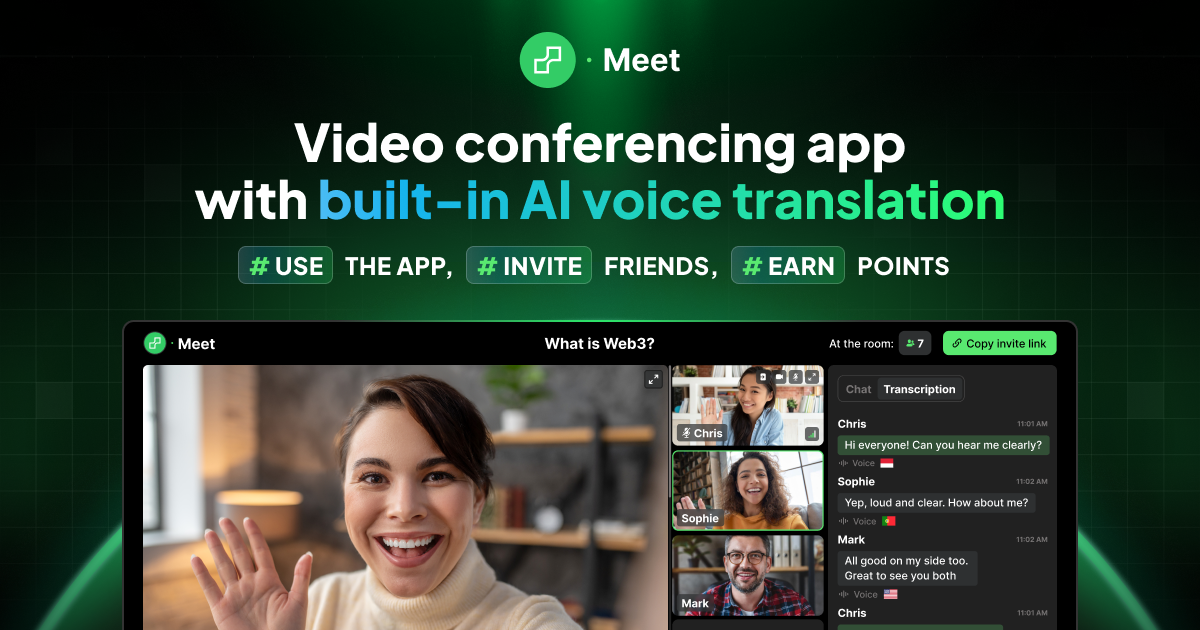 · Meet
Video conferencing app
with built-in AI voice translation
# USE THE APP, # INVITE FRIENDS, # EARN POINTS
· Meet
What is Web3?
At the room: 7
Copy invite link
Chris
Sophie
Mark
Chat Transcription
Chris 11:01 AM
Hi everyone! Can you hear me clearly?
Voice
Sophie 11:02 AM
Yep, loud and clear. How about me?
Voice
Mark 11:02 AM
All good on my side too.
Great to see you both
Voice
Chris 11:01 AM